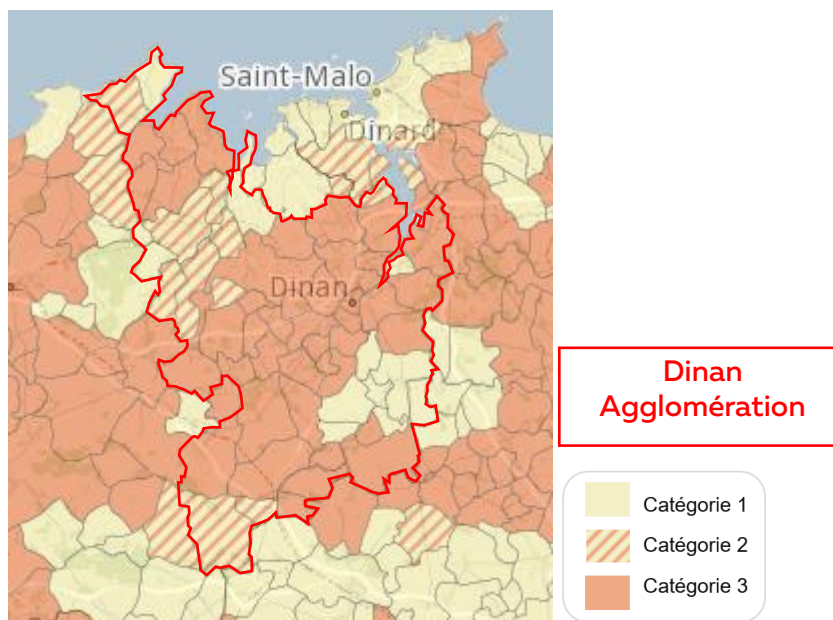 Saint-Malo
Dinard
Dinan
Dinan
Agglomération
Catégorie 1
Catégorie 2
Catégorie 3